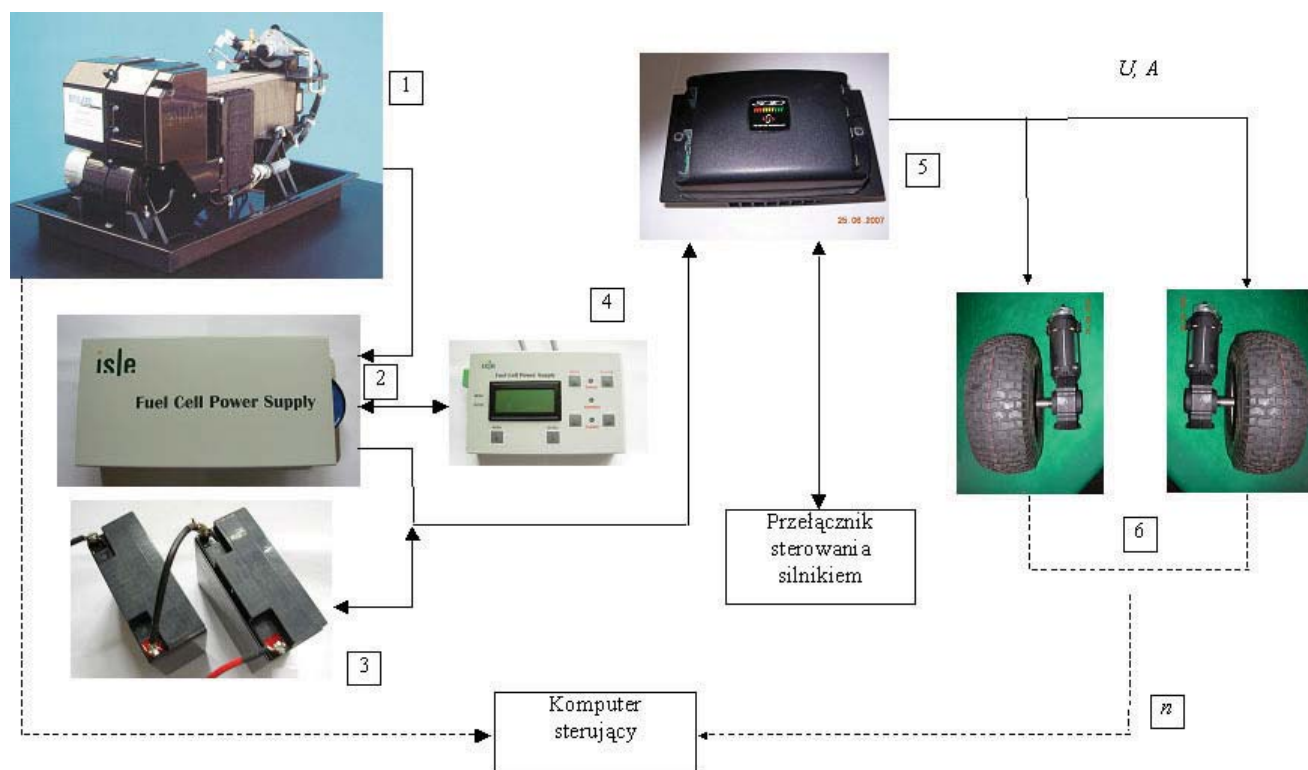 1
U, A
5
25.06.2007
4
isle
Fuel Cell Power Supply
2
isle
Fuel Cell Power Supply
Przełącznik
sterowania
silnikiem
6
3
Komputer
sterujący
n